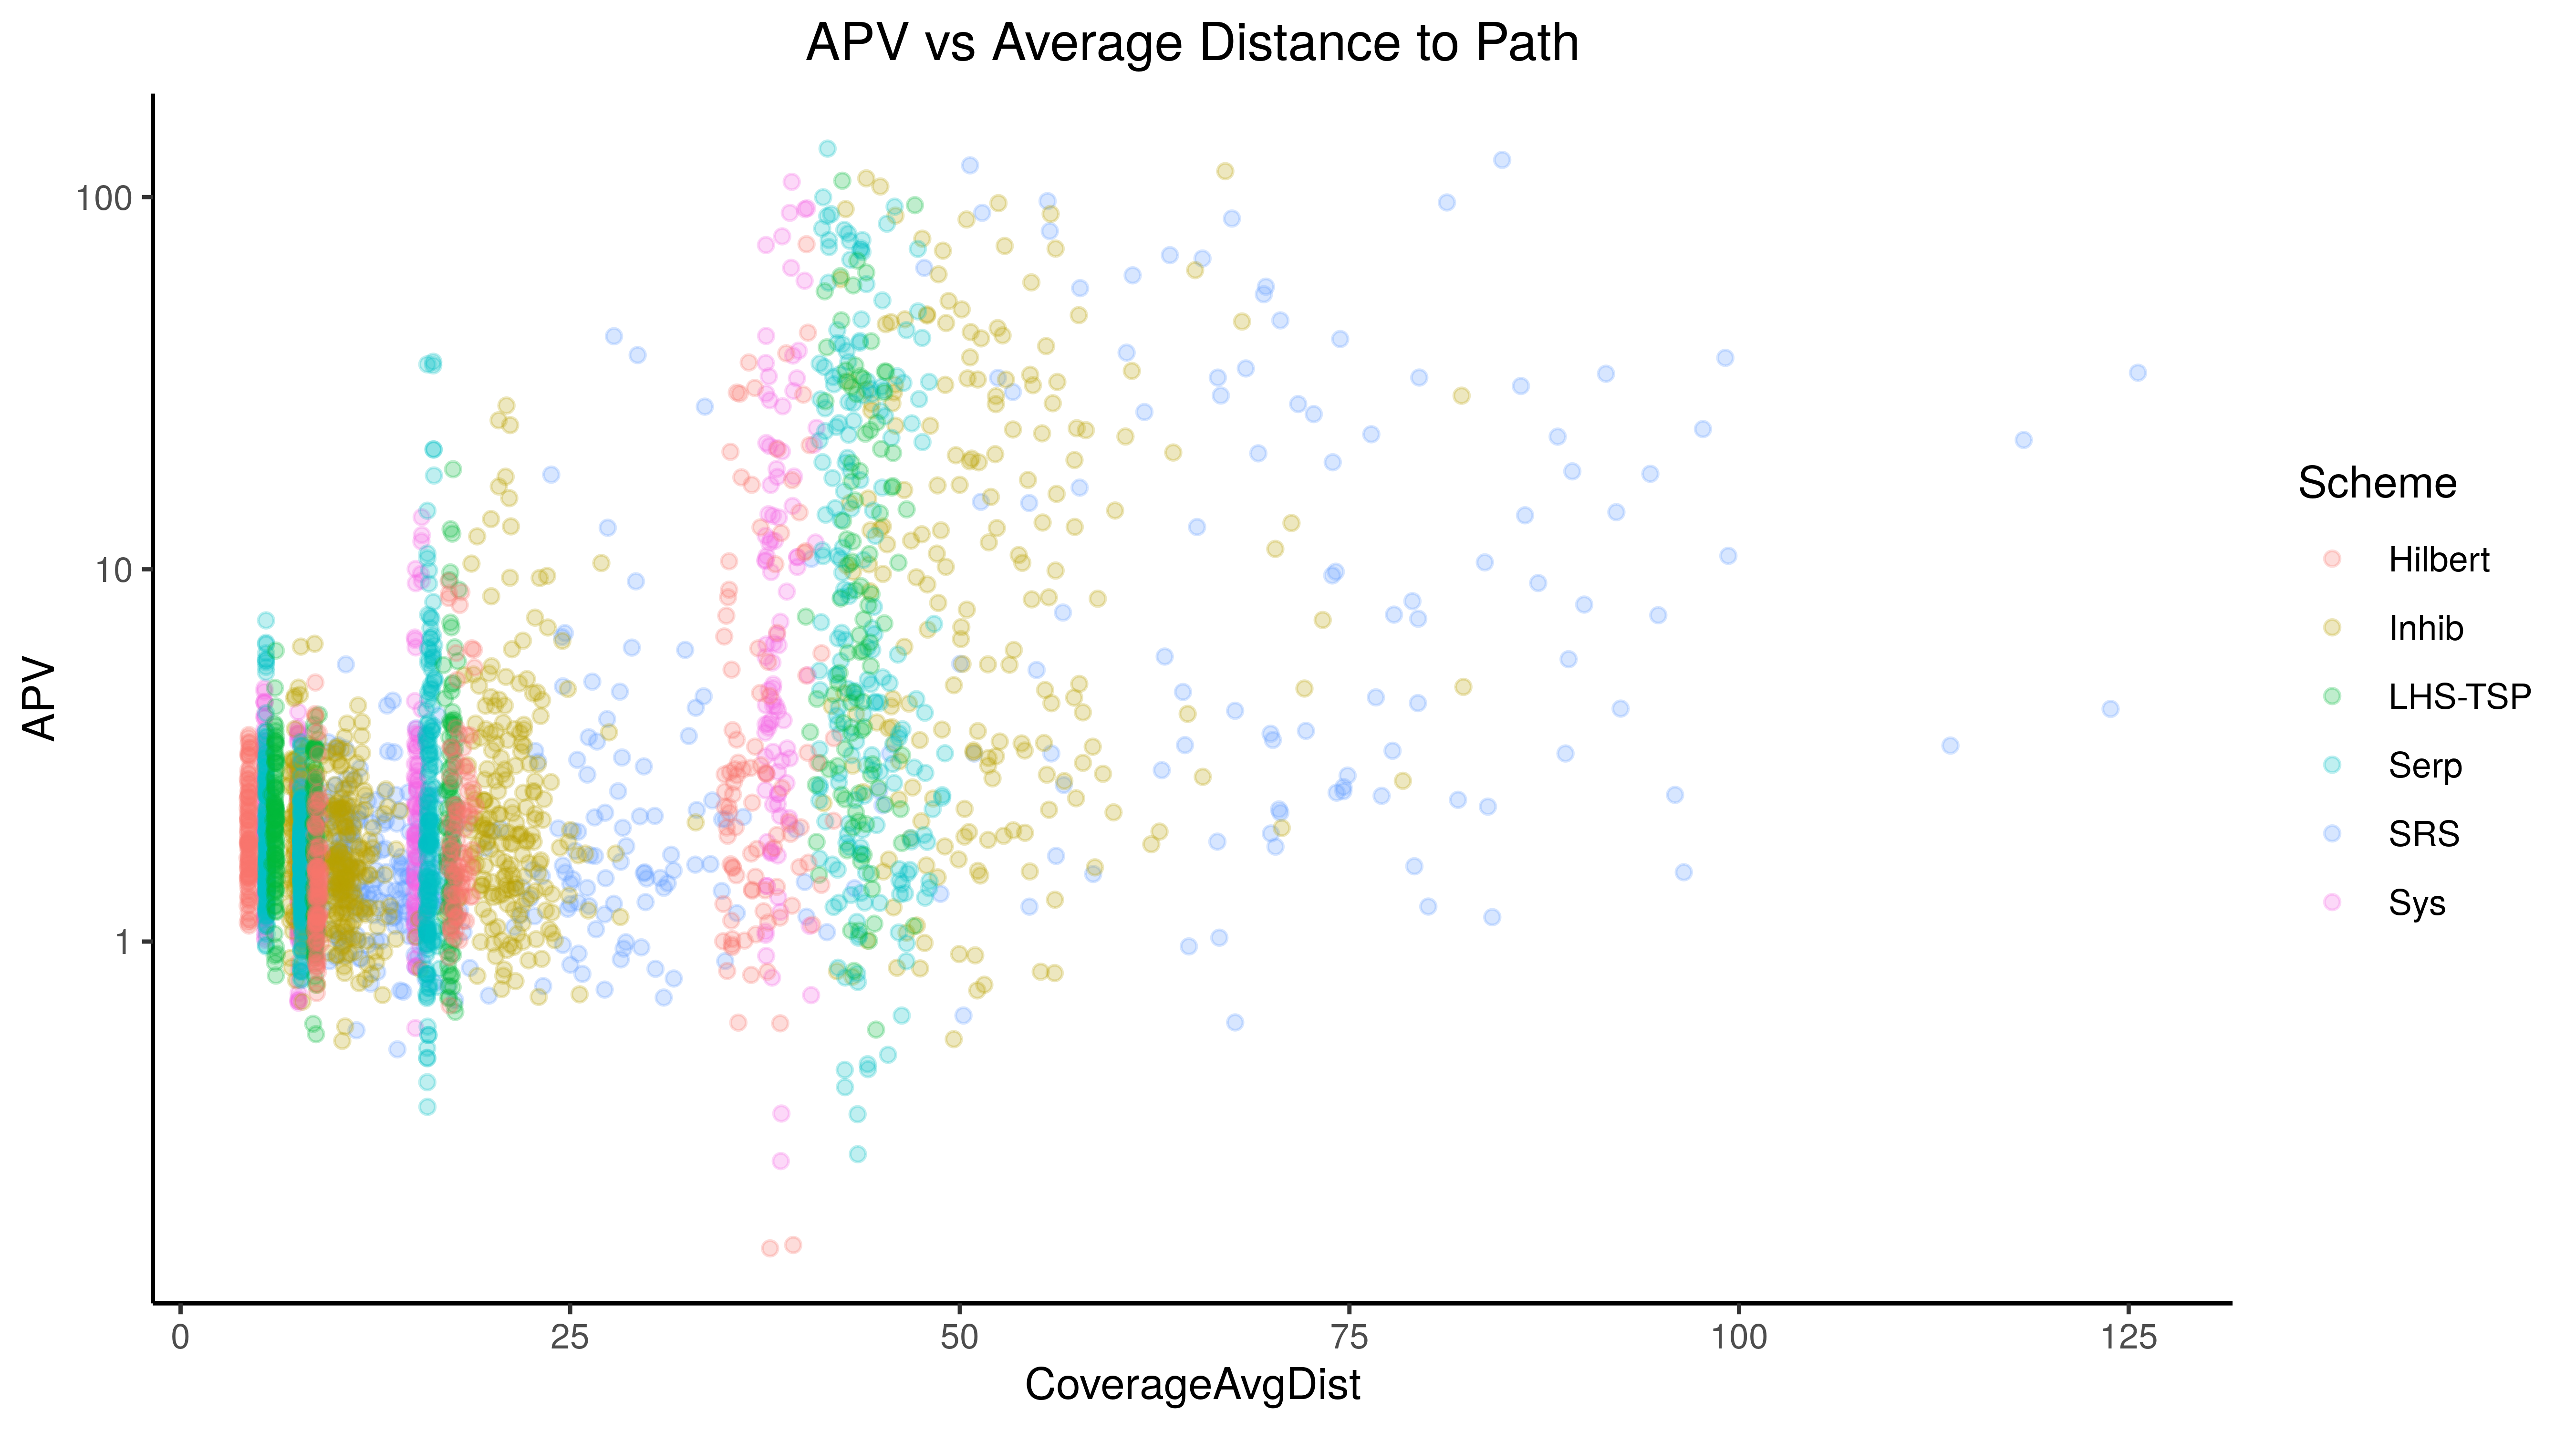 APV vs Average Distance to Path
APV
100
10
1
0
25
50
75
100
125
CoverageAvgDist
Scheme
Hilbert
Inhib
LHS-TSP
Serp
SRS
Sys